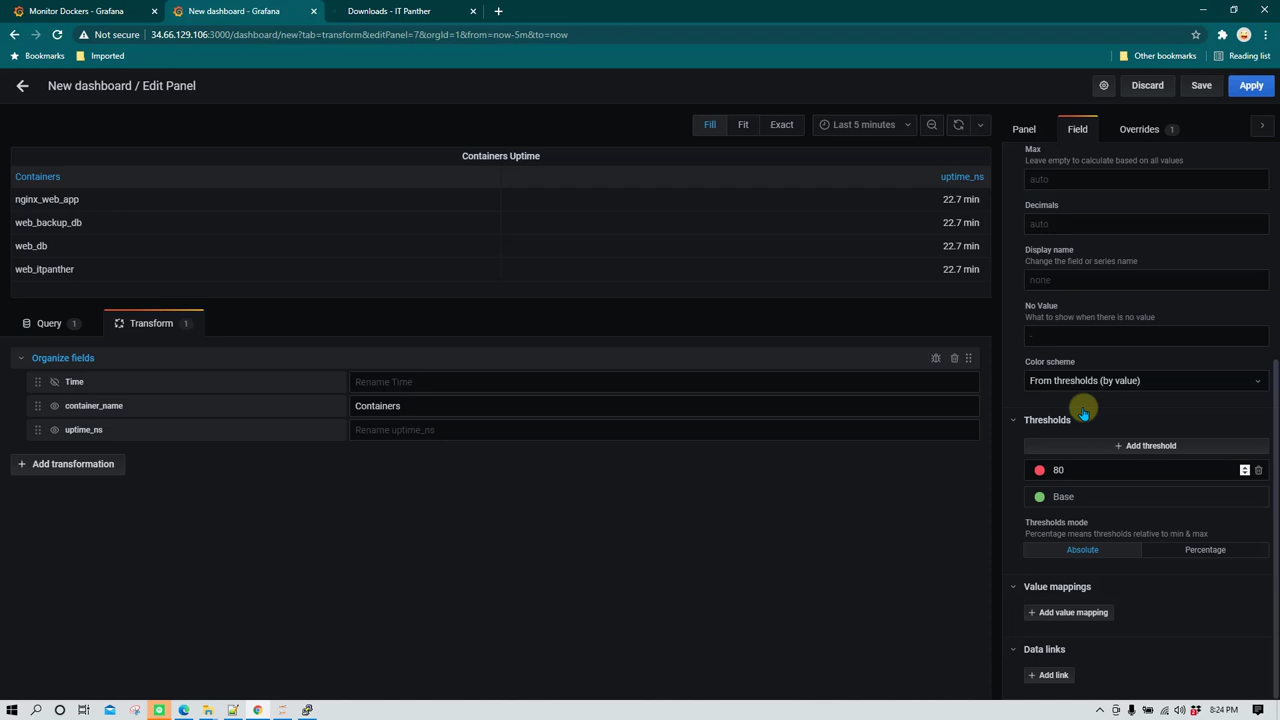 Monitor Dockers - Grafana
New dashboard - Grafana
Downloads - IT Panther
Not secure
34.66.129.106:3000/dashboard/new?tab=transform&editPanel=7&orgId=1&from=now-5m&to=now
Bookmarks
Imported
Other bookmarks
Reading list
New dashboard / Edit Panel
Discard
Save
Apply
Fill
Fit
Exact
Last 5 minutes
Panel
Field
Overrides 1
Containers Uptime
Containers
uptime_ns
nginx_web_app
22.7 min
web_backup_db
22.7 min
web_db
22.7 min
web_itpanther
22.7 min
Query 1
Transform 1
Organize fields
Time
Rename Time
container_name
Containers
uptime_ns
Rename uptime_ns
+ Add transformation
Max
Leave empty to calculate based on all values
auto
Decimals
auto
Display name
Change the field or series name
none
No Value
What to show when there is no value
-
Color scheme
From thresholds (by value)
Thresholds
+ Add threshold
80
Base
Thresholds mode
Percentage means thresholds relative to min & max
Absolute
Percentage
Value mappings
+ Add value mapping
Data links
+ Add link
8:24 PM